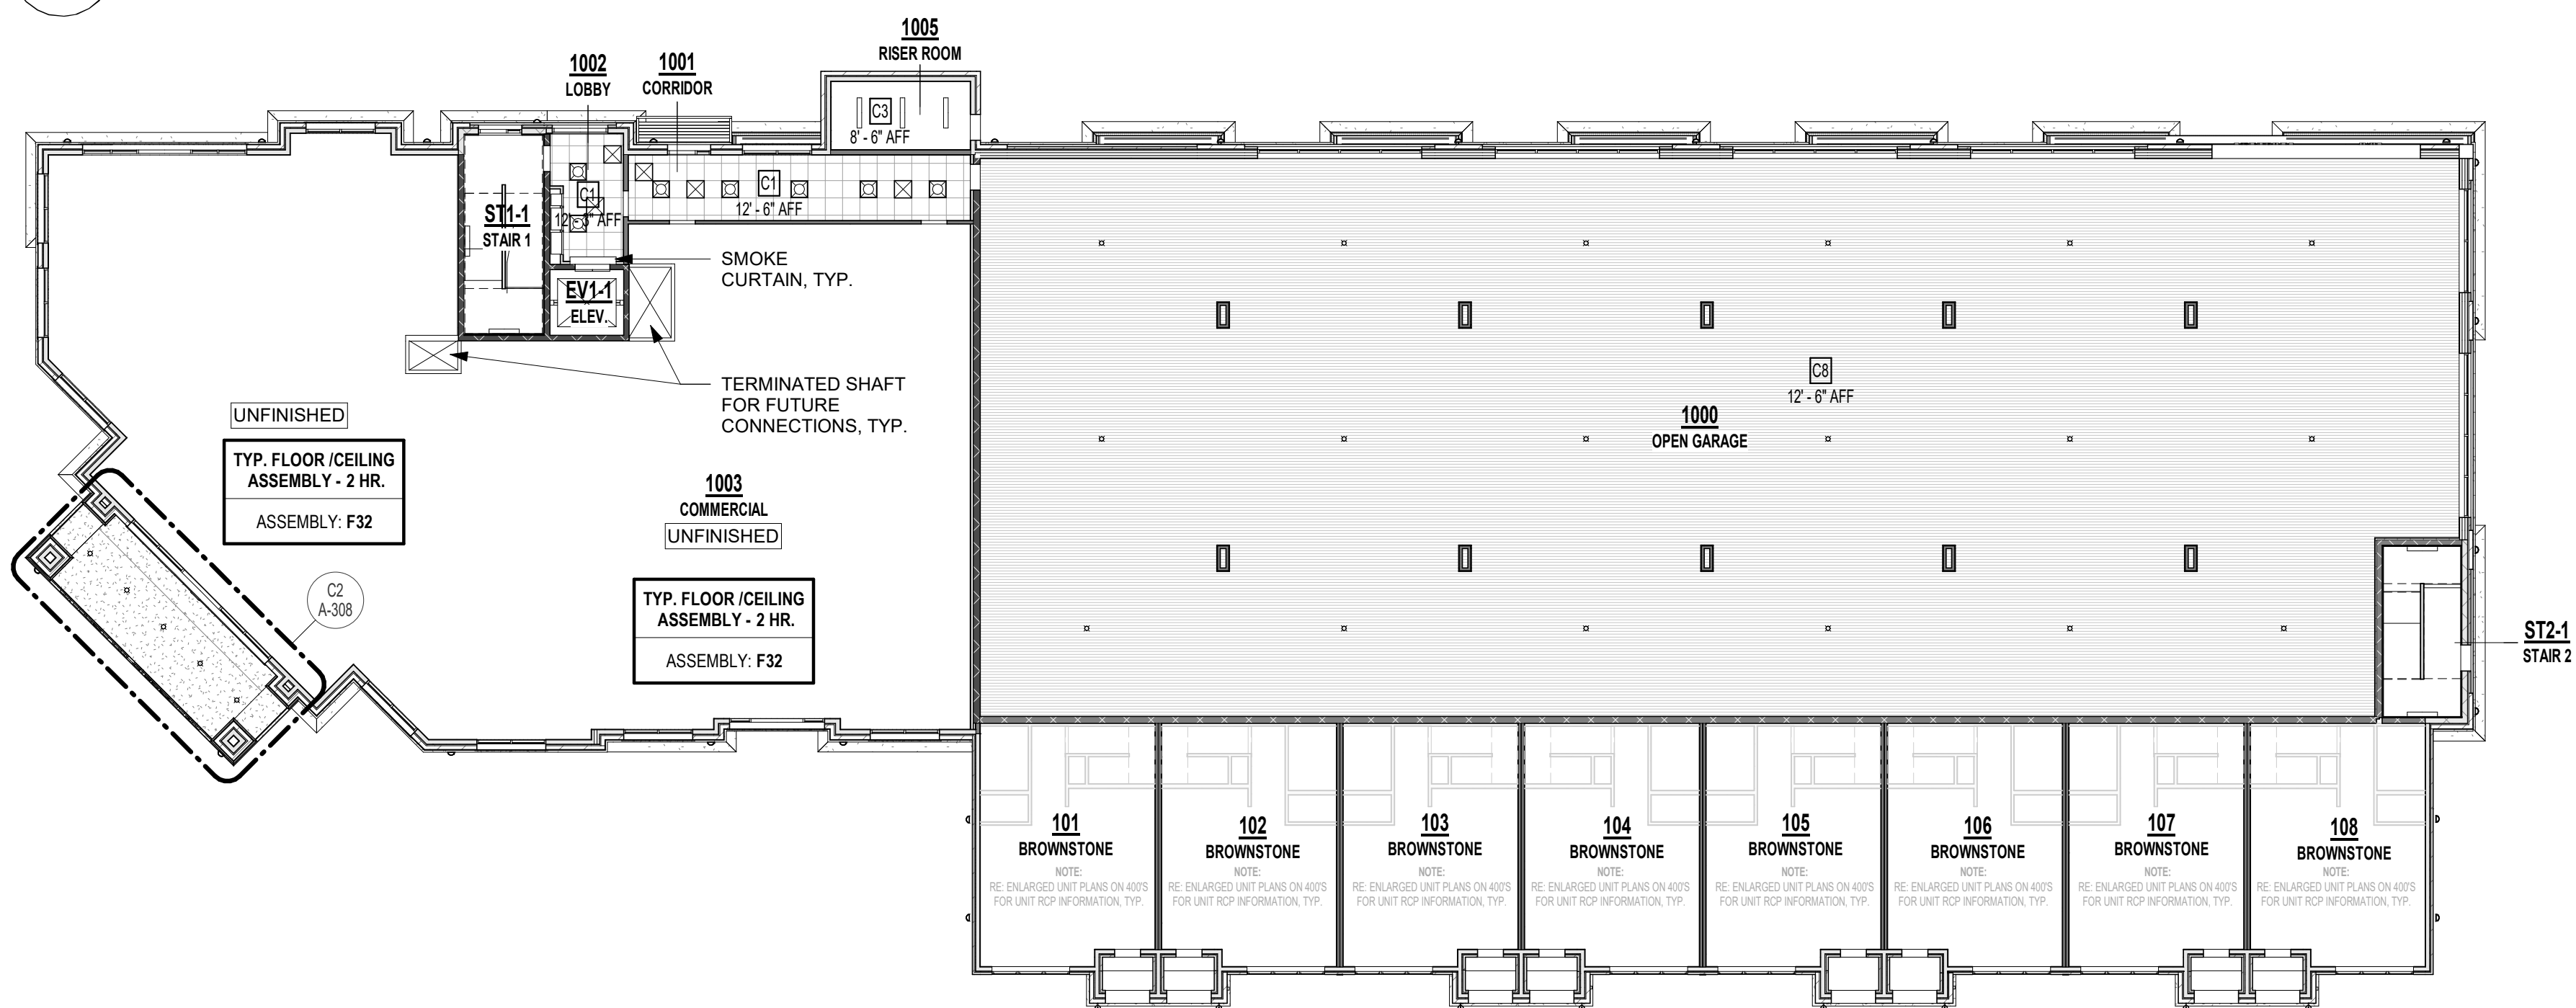 1005
RISER ROOM
1002
LOBBY
1001
CORRIDOR
C3
8' - 6" AFF
C1
12' - 6" AFF
C1
12' - 6" AFF
ST1-1
STAIR 1
SMOKE
CURTAIN, TYP.
EV1-1
ELEV.
TERMINATED SHAFT
FOR FUTURE
CONNECTIONS, TYP.
C8
12' - 6" AFF
1000
OPEN GARAGE
UNFINISHED
TYP. FLOOR /CEILING
ASSEMBLY - 2 HR.
ASSEMBLY: F32
1003
COMMERCIAL
UNFINISHED
C2
A-308
TYP. FLOOR /CEILING
ASSEMBLY - 2 HR.
ASSEMBLY: F32
ST2-1
STAIR 2
101
BROWNSTONE
NOTE:
RE: ENLARGED UNIT PLANS ON 400'S
FOR UNIT RCP INFORMATION, TYP.
102
BROWNSTONE
NOTE:
RE: ENLARGED UNIT PLANS ON 400'S
FOR UNIT RCP INFORMATION, TYP.
103
BROWNSTONE
NOTE:
RE: ENLARGED UNIT PLANS ON 400'S
FOR UNIT RCP INFORMATION, TYP.
104
BROWNSTONE
NOTE:
RE: ENLARGED UNIT PLANS ON 400'S
FOR UNIT RCP INFORMATION, TYP.
105
BROWNSTONE
NOTE:
RE: ENLARGED UNIT PLANS ON 400'S
FOR UNIT RCP INFORMATION, TYP.
106
BROWNSTONE
NOTE:
RE: ENLARGED UNIT PLANS ON 400'S
FOR UNIT RCP INFORMATION, TYP.
107
BROWNSTONE
NOTE:
RE: ENLARGED UNIT PLANS ON 400'S
FOR UNIT RCP INFORMATION, TYP.
108
BROWNSTONE
NOTE:
RE: ENLARGED UNIT PLANS ON 400'S
FOR UNIT RCP INFORMATION, TYP.